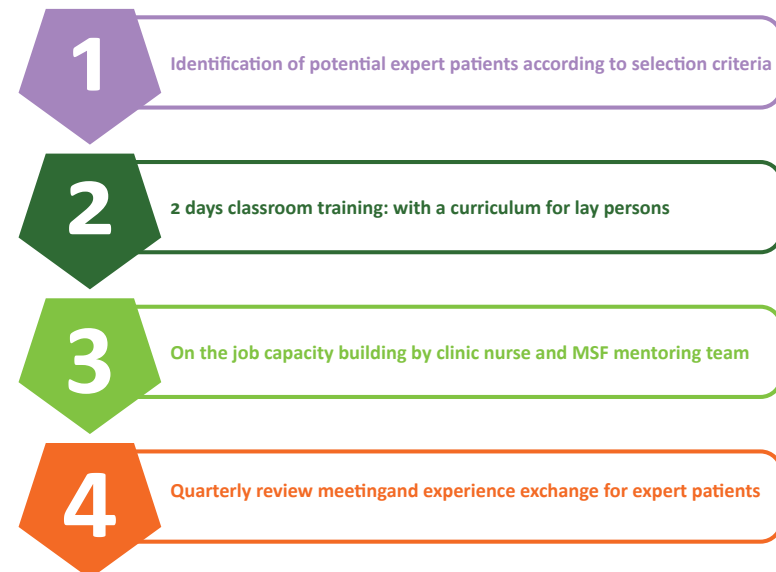 1
Identification of potential expert patients according to selection criteria
2
2 days classroom training: with a curriculum for lay persons
3
On the job capacity building by clinic nurse and MSF mentoring team
4
Quarterly review meetingand experience exchange for expert patients